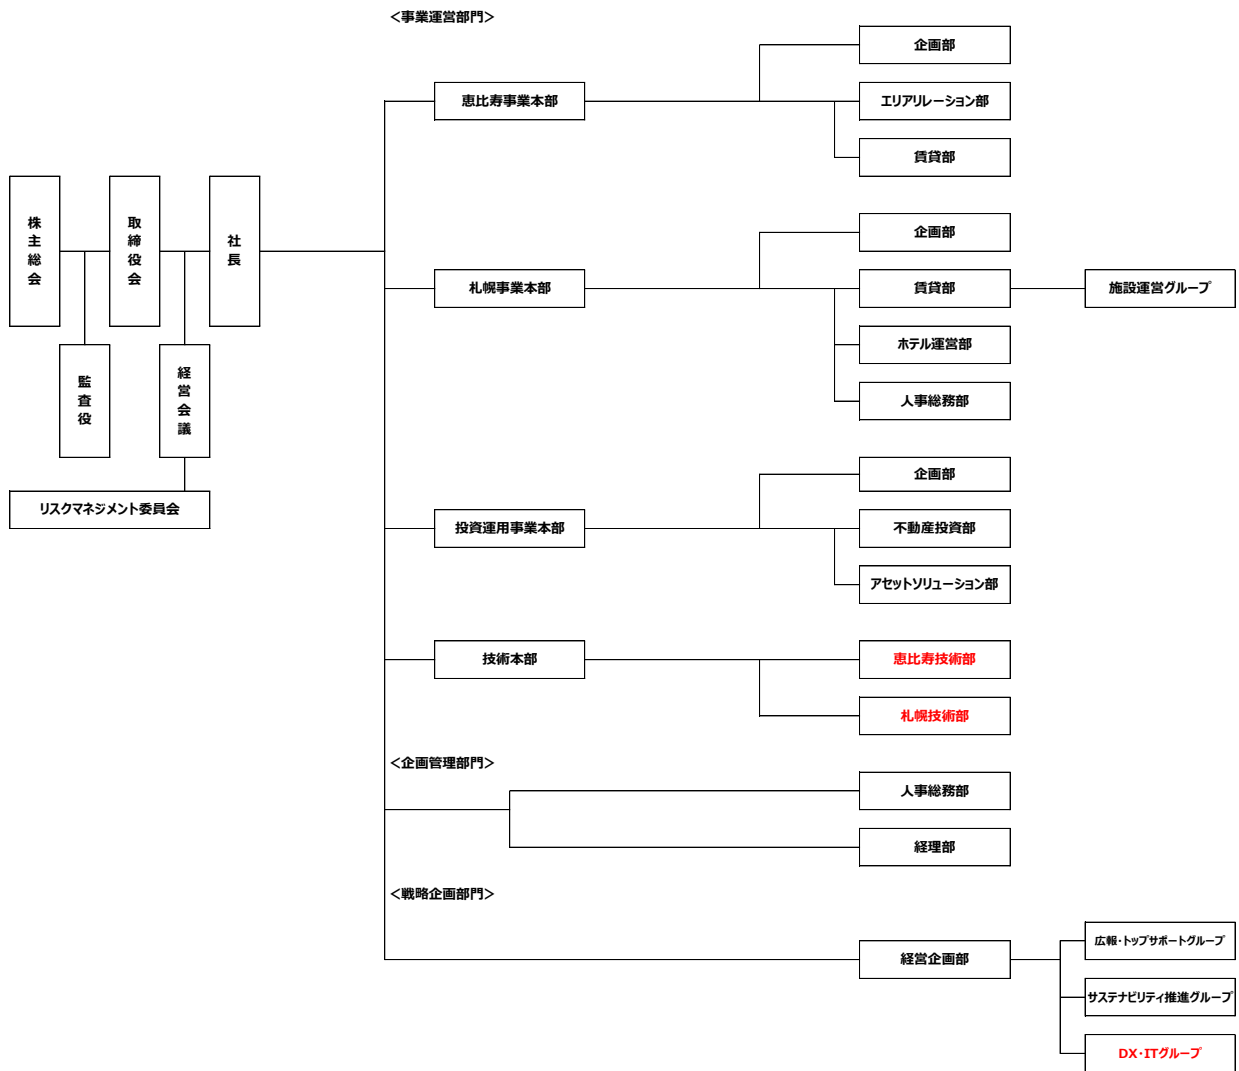 ＜事業運営部門＞
企画部
恵比寿事業本部
エリアリレーション部
賃貸部
株主総会
取締役会
社長
企画部
札幌事業本部
賃貸部
施設運営グループ
ホテル運営部
監査役
経営会議
人事総務部
企画部
リスクマネジメント委員会
投資運用事業本部
不動産投資部
アセットソリューション部
技術本部
恵比寿技術部
札幌技術部
＜企画管理部門＞
人事総務部
経理部
＜戦略企画部門＞
広報・トップサポートグループ
経営企画部
サステナビリティ推進グループ
DX・ITグループ